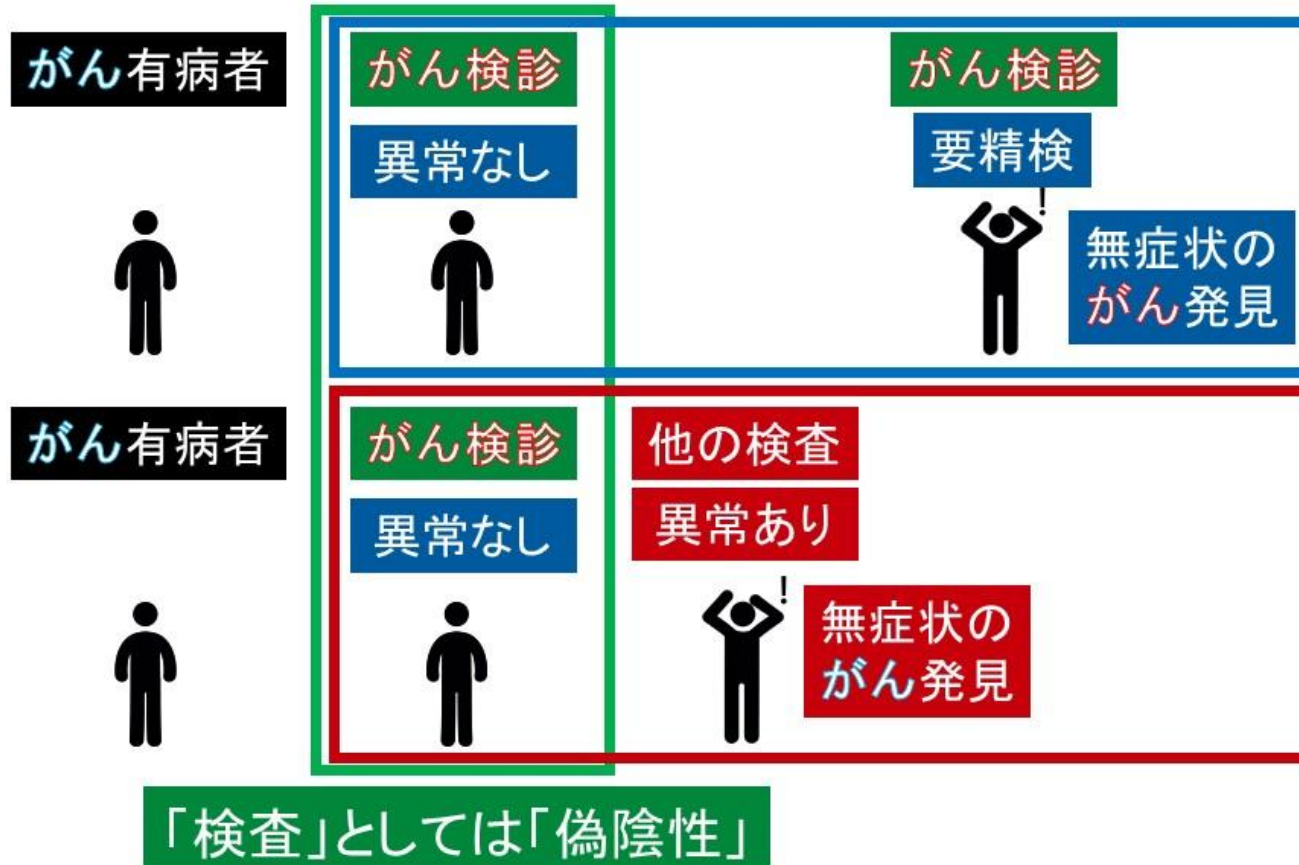 がん有病者
がん検診
がん検診
異常なし
要精検
!
無症状の
がん発見
がん有病者
がん検診
他の検査
異常なし
異常あり
!
無症状の
がん発見
「検査」としては「偽陰性」